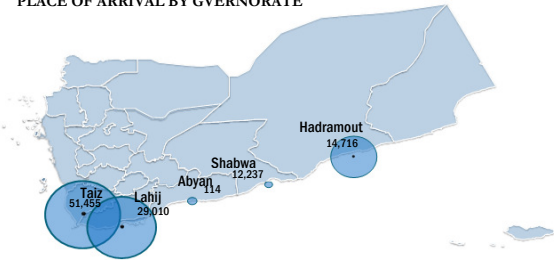 PLACE OF ARRIVAL BY GVERNORATE
Hadramout
14,716
Shabwa
12,237
Abyan
114
Taiz
51,455
Lahij
29,010